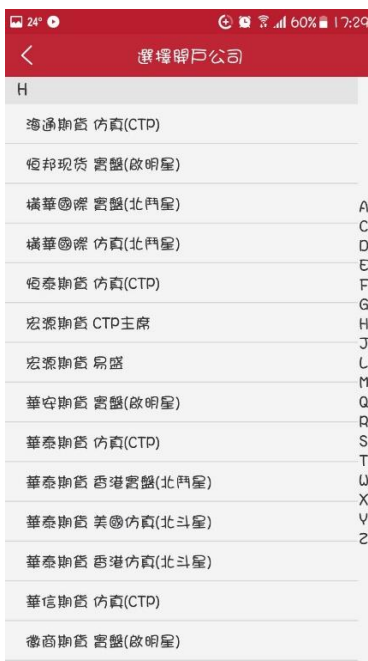 24° 60% 17:29
選擇開戶公司
H
海通期貨 仿真(CTP)
恒邦现货 實盤(啟明星)
橫華國際 實盤(北鬥星)
橫華國際 仿真(北鬥星)
恒泰期貨 仿真(CTP)
宏源期貨 CTP主席
宏源期貨 易盛
華安期貨 實盤(啟明星)
華泰期貨 仿真(CTP)
華泰期貨 香港實盤(北鬥星)
華泰期貨 美國仿真(北斗星)
華泰期貨 香港仿真(北斗星)
華信期貨 仿真(CTP)
徽商期貨 實盤(啟明星)
A
C
D
E
F
G
H
J
L
M
Q
R
S
T
W
X
Y
Z